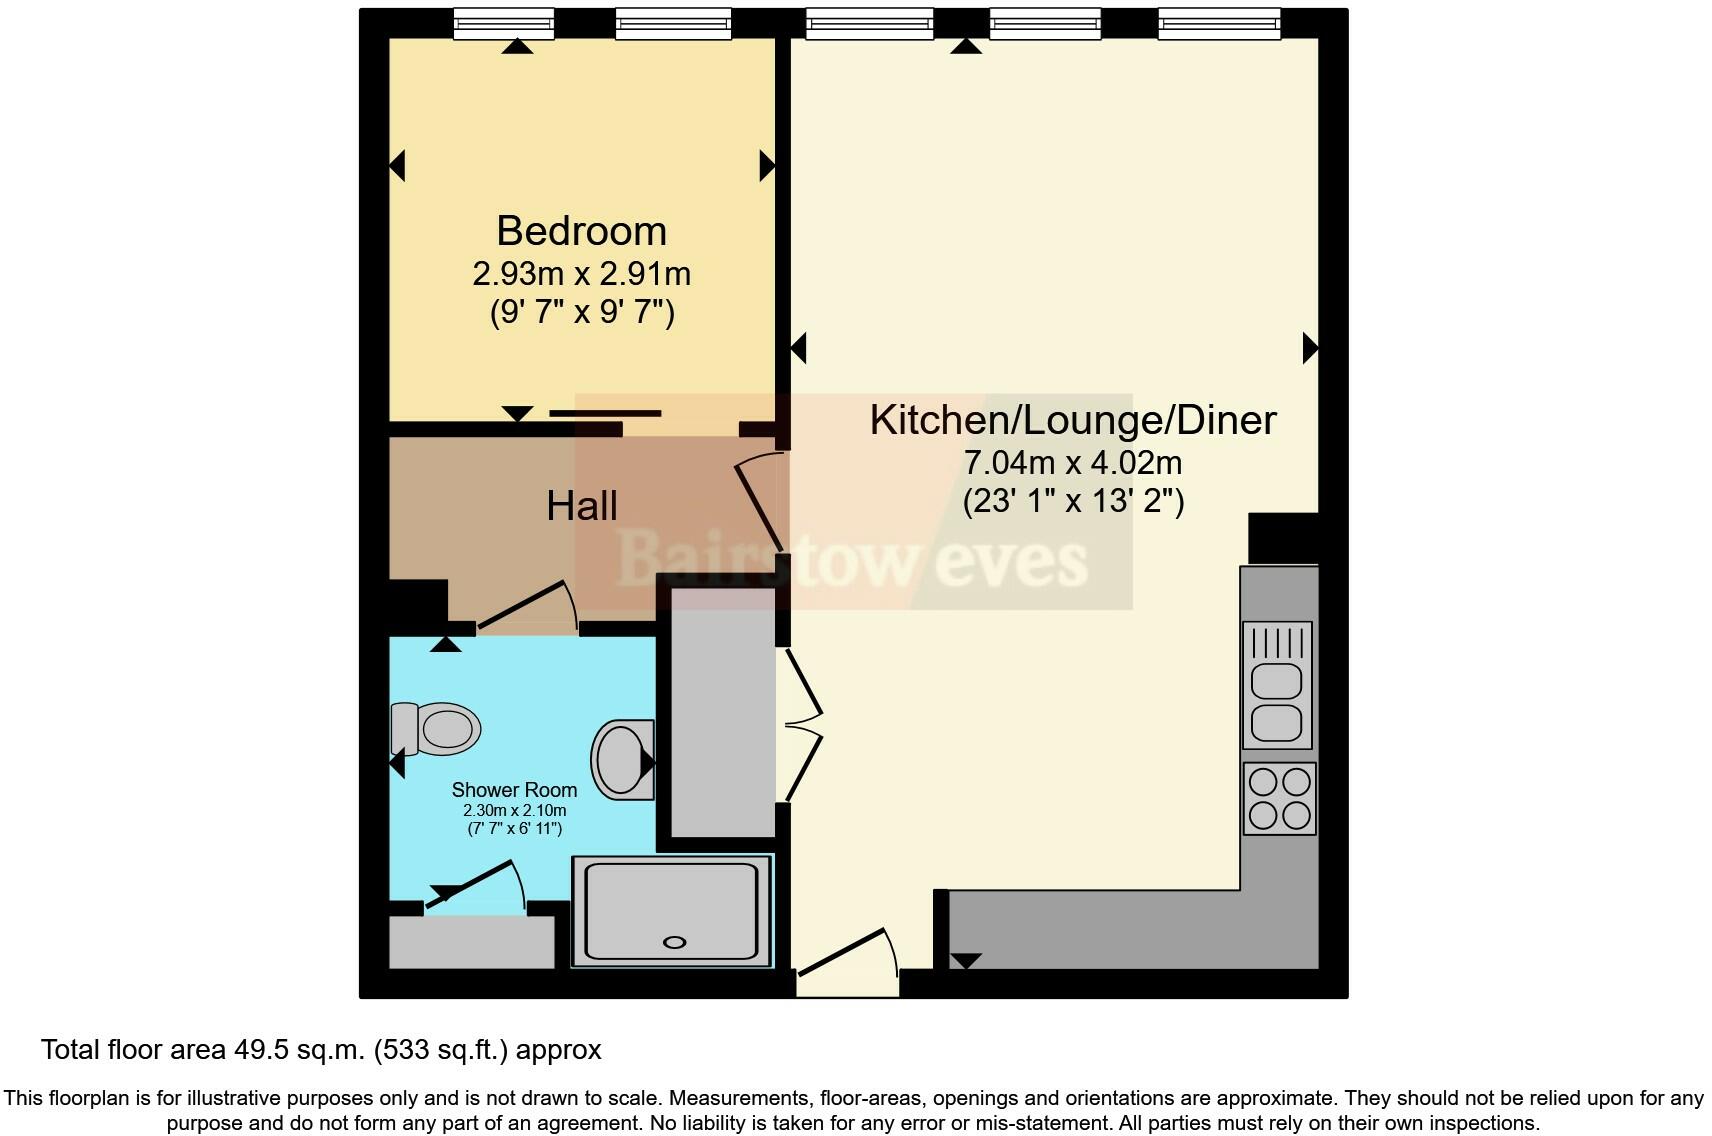 Bedroom
2.93m x 2.91m
(9' 7" x 9' 7")
Kitchen/Lounge/Diner
7.04m x 4.02m
(23' 1" x 13' 2")
Hall
Bairstow eves
Shower Room
2.30m x 2.10m
(7' 7" x 6' 11")
Total floor area 49.5 sq.m. (533 sq.ft.) approx
This floorplan is for illustrative purposes only and is not drawn to scale. Measurements, floor-areas, openings and orientations are approximate. They should not be relied upon for any
purpose and do not form any part of an agreement. No liability is taken for any error or mis-statement. All parties must rely on their own inspections.